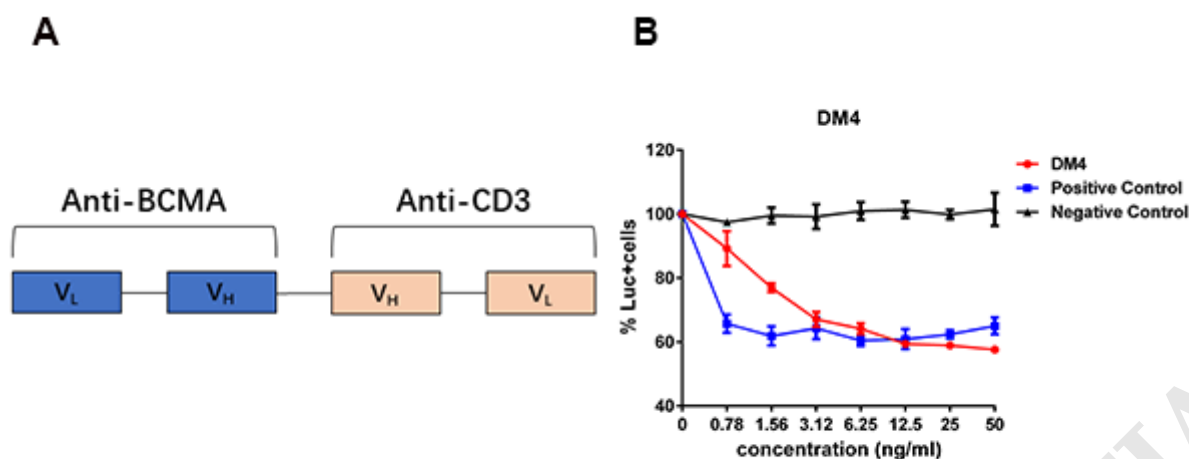 A
Anti-BCMA
Anti-CD3
VL
VH
VH
VL
B
DM4
120
100
80
60
40
% Luc+cells
0
0.78
1.56
3.12
6.25
12.5
25
50
concentration (ng/ml)
DM4
Positive Control
Negative Control